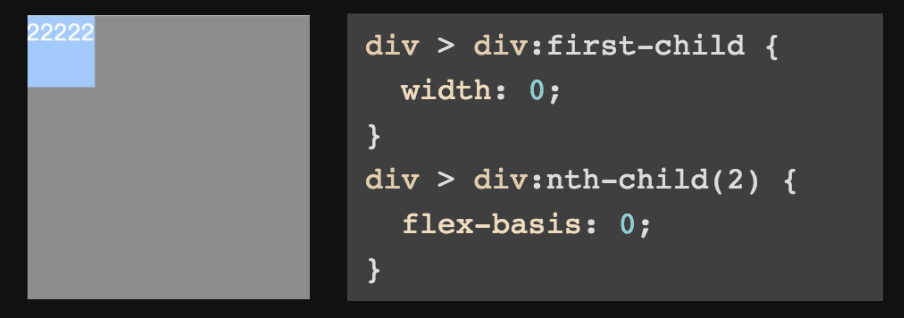 22222
div > div:first-child {
  width: 0;
}
div > div:nth-child(2) {
  flex-basis: 0;
}